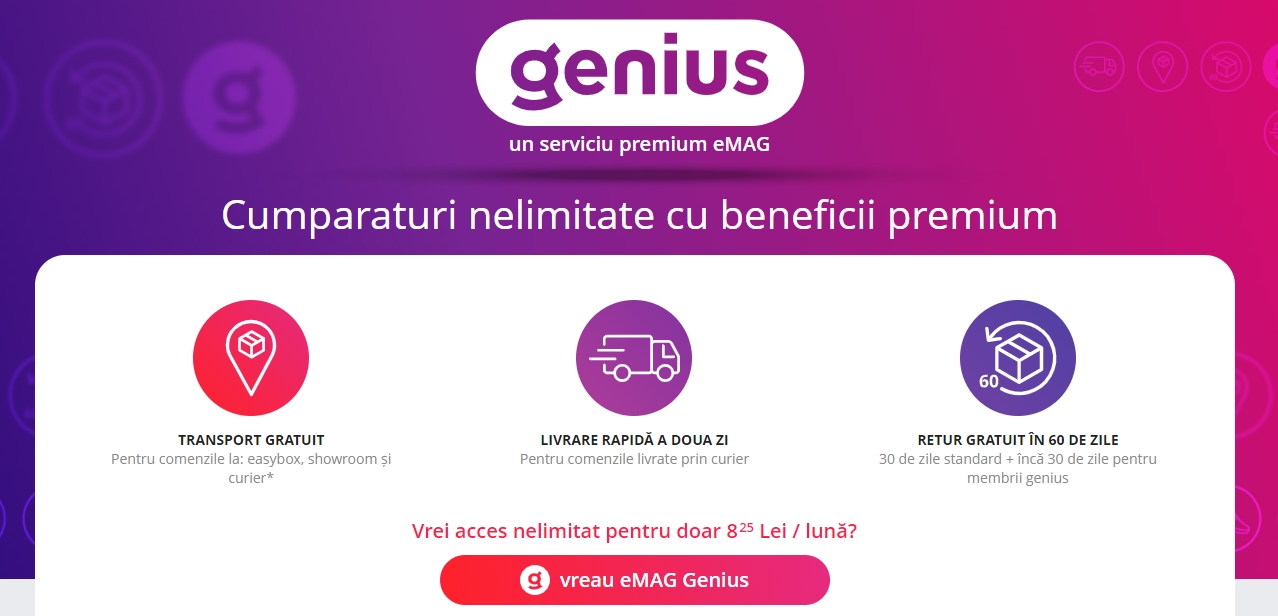 genius
un serviciu premium eMAG
Cumparaturi nelimitate cu beneficii premium
60
TRANSPORT GRATUIT
Pentru comenzile la: easybox, showroom și
curier*
LIVRARE RAPIDĂ A DOUA ZI
Pentru comenzile livrate prin curier
RETUR GRATUIT ÎN 60 DE ZILE
30 de zile standard + încă 30 de zile pentru
membrii genius
Vrei acces nelimitat pentru doar 8²⁵ Lei / lună?
g vreau eMAG Genius